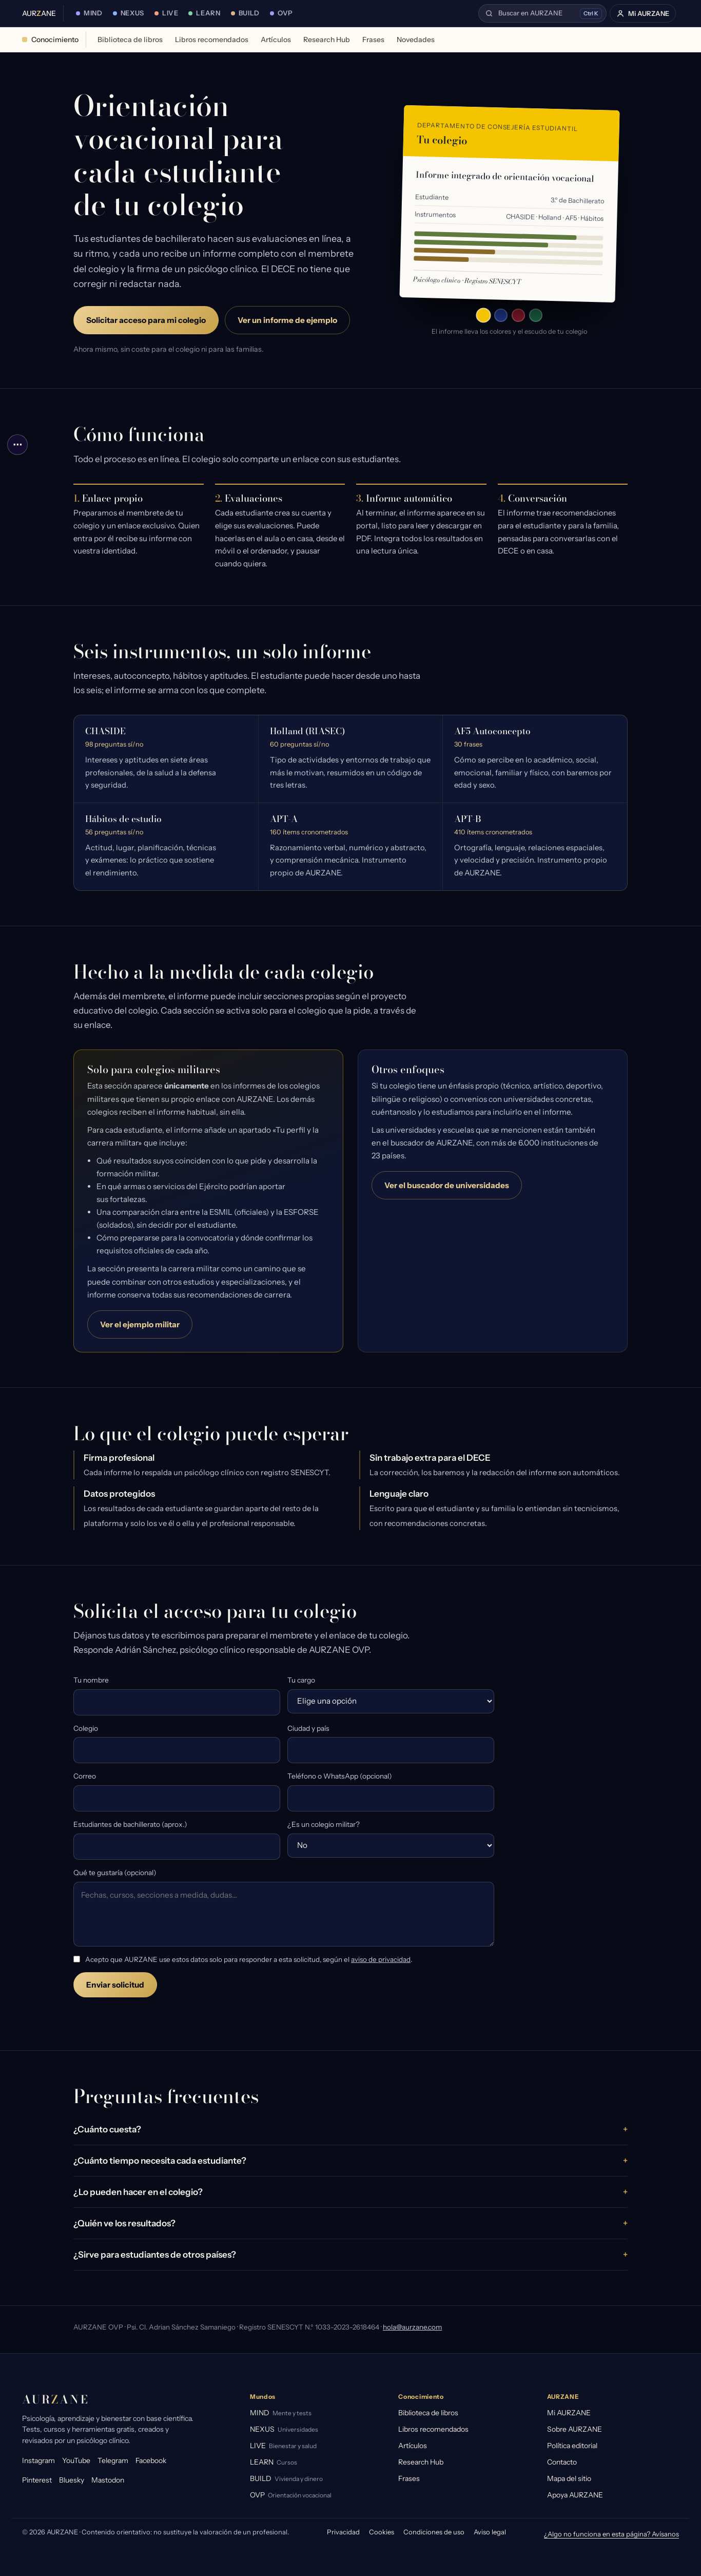 AURZANE MIND NEXUS LIVE LEARN BUILD OVP Buscar en AURZANE Ctrl K Mi AURZANE
Conocimiento Biblioteca de libros Libros recomendados Artículos Research Hub Frases Novedades
Orientación
vocacional para
cada estudiante
de tu colegio
Tus estudiantes de bachillerato hacen sus evaluaciones en línea, a
su ritmo, y cada uno recibe un informe completo con el membrete
del colegio y la firma de un psicólogo clínico. El DECE no tiene que
corregir ni redactar nada.
Solicitar acceso para mi colegio
Ver un informe de ejemplo
Ahora mismo, sin coste para el colegio ni para las familias.
DEPARTAMENTO DE CONSEJERÍA ESTUDIANTIL
Tu colegio
Informe integrado de orientación vocacional
Estudiante 3.º de Bachillerato
Instrumentos CHASIDE · Holland · AF5 · Hábitos
Psicólogo clínico · Registro SENESCYT
El informe lleva los colores y el escudo de tu colegio
Cómo funciona
Todo el proceso es en línea. El colegio solo comparte un enlace con sus estudiantes.
1. Enlace propio
Preparamos el membrete de tu
colegio y un enlace exclusivo. Quien
entra por él recibe su informe con
vuestra identidad.
2. Evaluaciones
Cada estudiante crea su cuenta y
elige sus evaluaciones. Puede
hacerlas en el aula o en casa, desde el
móvil o el ordenador, y pausar
cuando quiera.
3. Informe automático
Al terminar, el informe aparece en su
portal, listo para leer y descargar en
PDF. Integra todos los resultados en
una lectura única.
4. Conversación
El informe trae recomendaciones
para el estudiante y para la familia,
pensadas para conversarlas con el
DECE o en casa.
Seis instrumentos, un solo informe
Intereses, autoconcepto, hábitos y aptitudes. El estudiante puede hacer desde uno hasta
los seis; el informe se arma con los que complete.
CHASIDE
98 preguntas sí/no
Intereses y aptitudes en siete áreas
profesionales, de la salud a la defensa
y seguridad.
Holland (RIASEC)
60 preguntas sí/no
Tipo de actividades y entornos de trabajo que
más le motivan, resumidos en un código de
tres letras.
AF5 Autoconcepto
30 frases
Cómo se percibe en lo académico, social,
emocional, familiar y físico, con baremos por
edad y sexo.
Hábitos de estudio
56 preguntas sí/no
Actitud, lugar, planificación, técnicas
y exámenes: lo práctico que sostiene
el rendimiento.
APT-A
160 ítems cronometrados
Razonamiento verbal, numérico y abstracto,
y comprensión mecánica. Instrumento
propio de AURZANE.
APT-B
410 ítems cronometrados
Ortografía, lenguaje, relaciones espaciales,
y velocidad y precisión. Instrumento propio
de AURZANE.
Hecho a la medida de cada colegio
Además del membrete, el informe puede incluir secciones propias según el proyecto
educativo del colegio. Cada sección se activa solo para el colegio que la pide, a través de
su enlace.
Solo para colegios militares
Esta sección aparece únicamente en los informes de los colegios
militares que tienen su propio enlace con AURZANE. Los demás
colegios reciben el informe habitual, sin ella.
Para cada estudiante, el informe añade un apartado «Tu perfil y la
carrera militar» que incluye:
• Qué resultados suyos coinciden con lo que pide y desarrolla la
formación militar.
• En qué armas o servicios del Ejército podrían aportar
sus fortalezas.
• Una comparación clara entre la ESMIL (oficiales) y la ESFORSE
(soldados), sin decidir por el estudiante.
• Cómo prepararse para la convocatoria y dónde confirmar los
requisitos oficiales de cada año.
La sección presenta la carrera militar como un camino que se
puede combinar con otros estudios y especializaciones, y el
informe conserva todas sus recomendaciones de carrera.
Ver el ejemplo militar
Otros enfoques
Si tu colegio tiene un énfasis propio (técnico, artístico, deportivo,
bilingüe o religioso) o convenios con universidades concretas,
cuéntanoslo y lo estudiamos para incluirlo en el informe.
Las universidades y escuelas que se mencionen están también
en el buscador de AURZANE, con más de 6.000 instituciones de
23 países.
Ver el buscador de universidades
Lo que el colegio puede esperar
Firma profesional
Cada informe lo respalda un psicólogo clínico con registro SENESCYT.
Sin trabajo extra para el DECE
La corrección, los baremos y la redacción del informe son automáticos.
Datos protegidos
Los resultados de cada estudiante se guardan aparte del resto de la
plataforma y solo los ve él o ella y el profesional responsable.
Lenguaje claro
Escrito para que el estudiante y su familia lo entiendan sin tecnicismos,
con recomendaciones concretas.
Solicita el acceso para tu colegio
Déjanos tus datos y te escribimos para preparar el membrete y el enlace de tu colegio.
Responde Adrián Sánchez, psicólogo clínico responsable de AURZANE OVP.
Tu nombre
Tu cargo
Elige una opción
Colegio
Ciudad y país
Correo
Teléfono o WhatsApp (opcional)
Estudiantes de bachillerato (aprox.)
¿Es un colegio militar?
No
Qué te gustaría (opcional)
Fechas, cursos, secciones a medida, dudas...
Acepto que AURZANE use estos datos solo para responder a esta solicitud, según el aviso de privacidad.
Enviar solicitud
Preguntas frecuentes
¿Cuánto cuesta? +
¿Cuánto tiempo necesita cada estudiante? +
¿Lo pueden hacer en el colegio? +
¿Quién ve los resultados? +
¿Sirve para estudiantes de otros países? +
AURZANE OVP · Psi. Cl. Adrían Sánchez Samaniego · Registro SENESCYT N.º 1033-2023-2618464 · hola@aurzane.com
AURZANE
Psicología, aprendizaje y bienestar con base científica.
Tests, cursos y herramientas gratis, creados y
revisados por un psicólogo clínico.
Instagram YouTube Telegram Facebook
Pinterest Bluesky Mastodon
Mundos
MIND Mente y tests
NEXUS Universidades
LIVE Bienestar y salud
LEARN Cursos
BUILD Vivienda y dinero
OVP Orientación vocacional
Conocimiento
Biblioteca de libros
Libros recomendados
Artículos
Research Hub
Frases
AURZANE
Mi AURZANE
Sobre AURZANE
Política editorial
Contacto
Mapa del sitio
Apoya AURZANE
© 2026 AURZANE · Contenido orientativo: no sustituye la valoración de un profesional. Privacidad Cookies Condiciones de uso Aviso legal ¿Algo no funciona en esta página? Avísanos